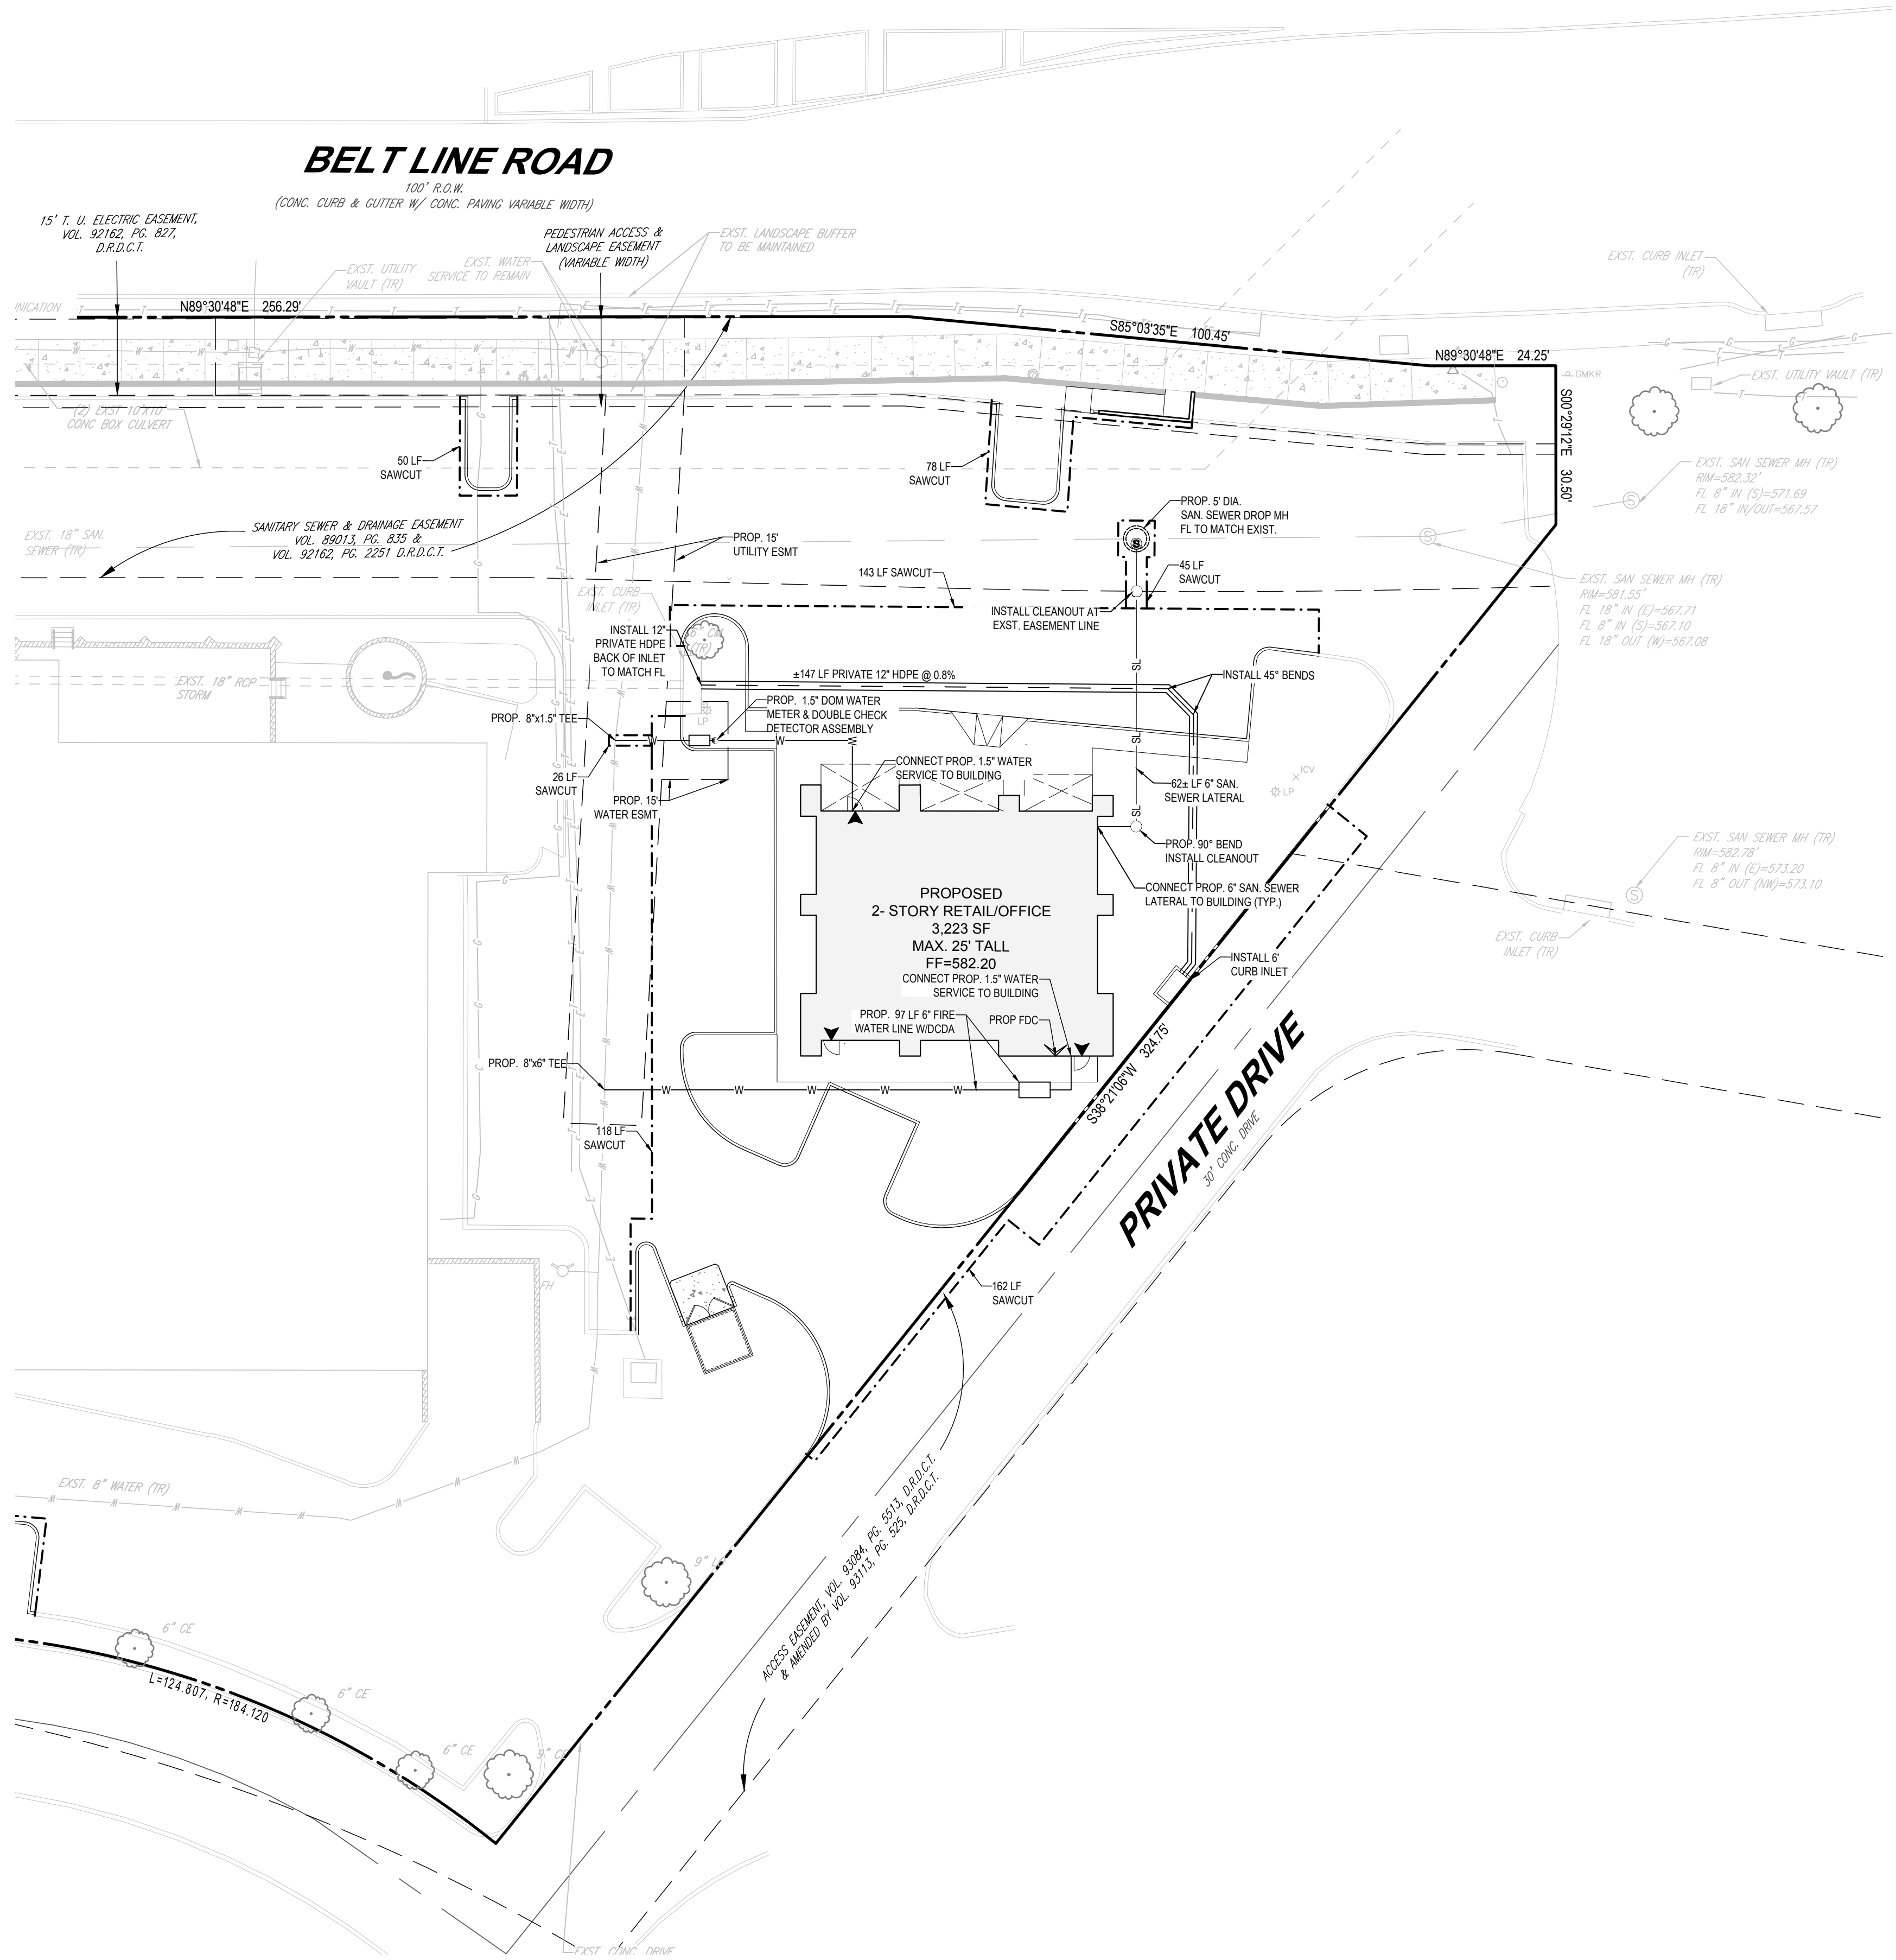 BELT LINE ROAD
100' R.O.W.
(CONC. CURB & GUTTER W/ CONC. PAVING VARIABLE WIDTH)
15' T. U. ELECTRIC EASEMENT,
VOL. 92162, PG. 827,
D.R.D.C.T.
PEDESTRIAN ACCESS &
LANDSCAPE EASEMENT
(VARIABLE WIDTH)
EXST. LANDSCAPE BUFFER
TO BE MAINTAINED
EXST. UTILITY
VAULT (TR)
EXST. WATER
SERVICE TO REMAIN
EXST. CURB INLET
(TR)
NICATION
N89°30'48"E 256.29'
S85°03'35"E 100.45'
N89°30'48"E 24.25'
GMKR
EXST. UTILITY VAULT (TR)
S00°29'12"E 30.50'
(2) EXST 10'X10'
CONC BOX CULVERT
50 LF
SAWCUT
78 LF
SAWCUT
EXST. SAN SEWER MH (TR)
RIM=582.32'
FL 8" IN (S)=571.69
FL 18" IN/OUT=567.57
PROP. 5' DIA.
SAN. SEWER DROP MH
FL TO MATCH EXIST.
SANITARY SEWER & DRAINAGE EASEMENT
VOL. 89013, PG. 835 &
VOL. 92162, PG. 2251 D.R.D.C.T.
EXST. 18" SAN.
SEWER (TR)
PROP. 15'
UTILITY ESMT
143 LF SAWCUT
45 LF
SAWCUT
EXST. SAN SEWER MH (TR)
RIM=581.55'
FL 18" IN (E)=567.71
FL 8" IN (S)=567.10
FL 18" OUT (W)=567.08
EXST. CURB
INLET (TR)
INSTALL CLEANOUT AT
EXST. EASEMENT LINE
INSTALL 12"
PRIVATE HDPE
BACK OF INLET
TO MATCH FL
(TR)
±147 LF PRIVATE 12" HDPE @ 0.8%
INSTALL 45° BENDS
EXST. 18" RCP
STORM
LP
PROP. 1.5" DOM WATER
METER & DOUBLE CHECK
DETECTOR ASSEMBLY
PROP. 8"x1.5" TEE
26 LF
SAWCUT
CONNECT PROP. 1.5" WATER
SERVICE TO BUILDING
ICV
LP
62± LF 6" SAN.
SEWER LATERAL
PROP. 15'
WATER ESMT
PROP. 90° BEND
INSTALL CLEANOUT
EXST. SAN SEWER MH (TR)
RIM=582.78'
FL 8" IN (E)=573.20
FL 8" OUT (NW)=573.10
CONNECT PROP. 6" SAN. SEWER
LATERAL TO BUILDING (TYP.)
PROPOSED
2- STORY RETAIL/OFFICE
3,223 SF
MAX. 25' TALL
FF=582.20
EXST. CURB
INLET (TR)
INSTALL 6'
CURB INLET
CONNECT PROP. 1.5" WATER
SERVICE TO BUILDING
PROP. 97 LF 6" FIRE
WATER LINE W/DCDA
PROP FDC
PROP. 8"x6" TEE
S38°21'06"W 324.75'
PRIVATE DRIVE
30' CONC. DRIVE
118 LF
SAWCUT
FH
162 LF
SAWCUT
EXST. 8" WATER (TR)
ACCESS EASEMENT, VOL. 93084, PG. 5513, D.R.D.C.T.
& AMENDED BY VOL. 93113, PG. 525, D.R.D.C.T.
6" CE
L=124.807, R=184.120
6" CE
6" CE
9" CE
EXST. CONC. DRIVE